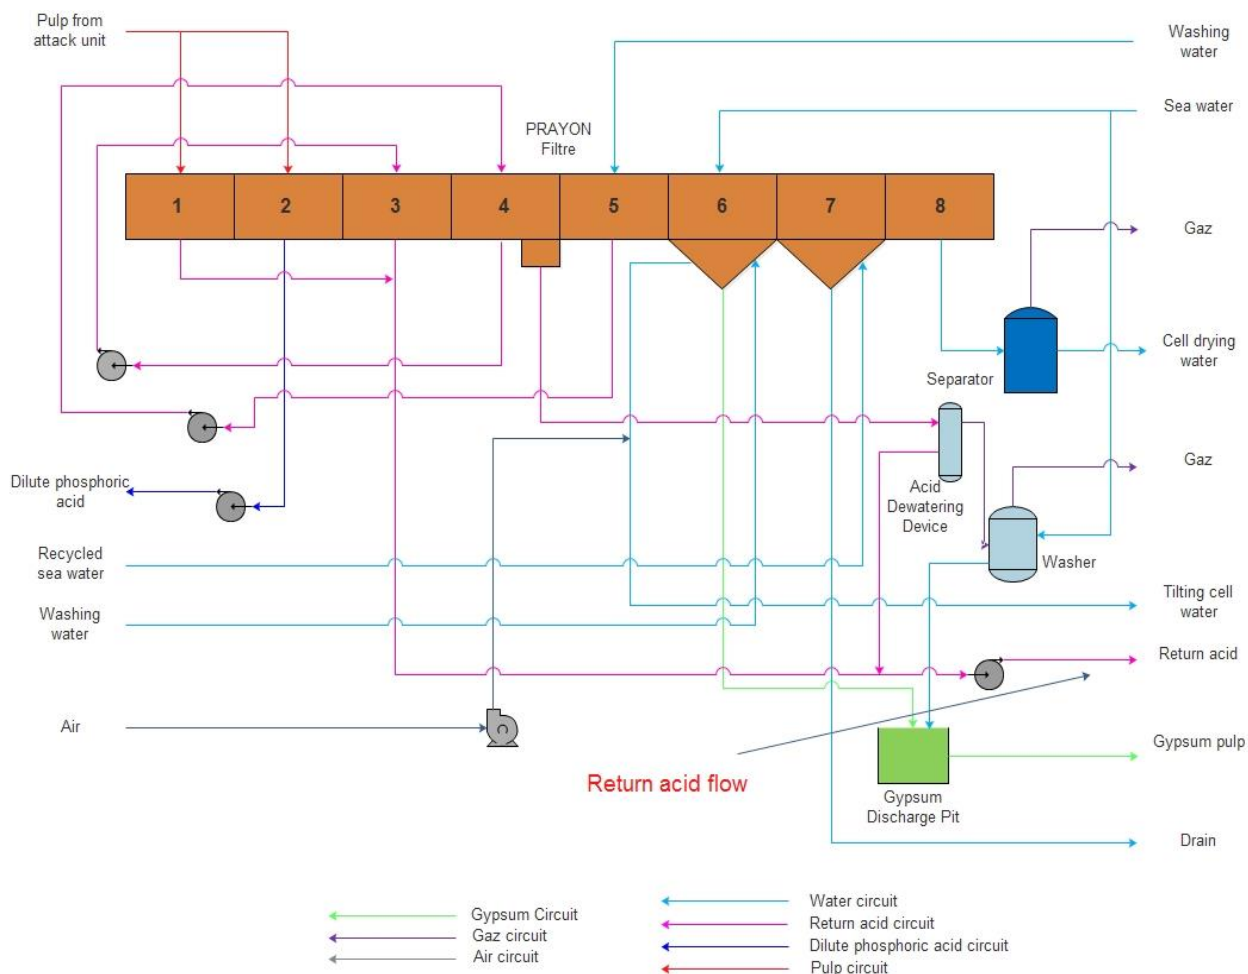 Pulp from
attack unit
Washing
water
Sea water
PRAYON
Filtre
1
2
3
4
5
6
7
8
Gaz
Cell drying
water
Separator
Gaz
Dilute phosphoric
acid
Acid
Dewatering
Device
Recycled
sea water
Washer
Washing
water
Tilting cell
water
Return acid
Air
Gypsum pulp
Return acid flow
Gypsum
Discharge Pit
Drain
Gypsum Circuit
Gaz circuit
Air circuit
Water circuit
Return acid circuit
Dilute phosphoric acid circuit
Pulp circuit